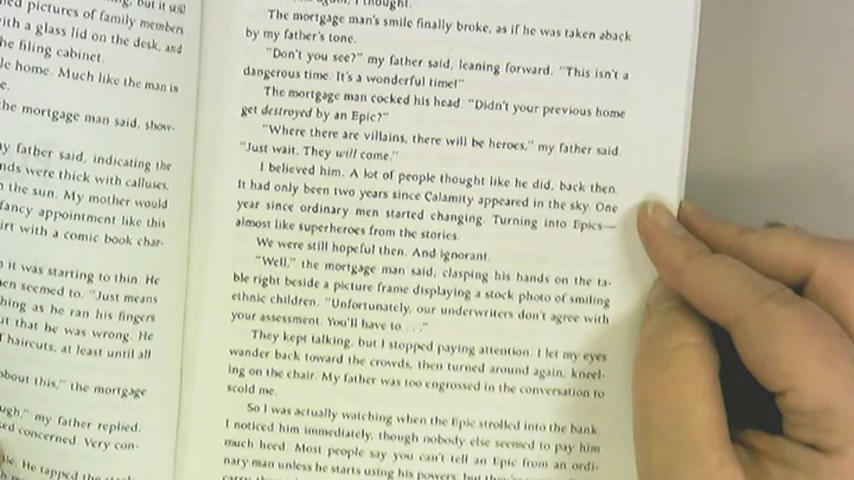 ing, but it still
pictures of family members
with a glass lid on the desk, and
he filing cabinet.
le home. Much like the man in
e.
the mortgage man said, show-
my father said, indicating the
nds were thick with calluses,
the sun. My mother would
fancy appointment like this
irt with a comic book char-
it was starting to thin. He
en seemed to. "Just means
hing as he ran his fingers
ut that he was wrong. He
haircuts, at least until all
about this," the mortgage
ugh," my father replied,
ed concerned. Very con-
He tapped the
I thought.
The mortgage man's smile finally broke, as if he was taken aback
by my father's tone.
"Don't you see?" my father said, leaning forward. "This isn't a
dangerous time. It's a wonderful time!"
The mortgage man cocked his head. "Didn't your previous home
get destroyed by an Epic?"
"Where there are villains, there will be heroes," my father said.
"Just wait. They will come."
I believed him. A lot of people thought like he did, back then.
It had only been two years since Calamity appeared in the sky. One
year since ordinary men started changing. Turning into Epics—
almost like superheroes from the stories.
We were still hopeful then. And ignorant.
"Well," the mortgage man said, clasping his hands on the ta-
ble right beside a picture frame displaying a stock photo of smiling
ethnic children. "Unfortunately, our underwriters don't agree with
your assessment. You'll have to . . ."
They kept talking, but I stopped paying attention. I let my eyes
wander back toward the crowds, then turned around again, kneel-
ing on the chair. My father was too engrossed in the conversation to
scold me.
So I was actually watching when the Epic strolled into the bank.
I noticed him immediately, though nobody else seemed to pay him
much heed. Most people say you can't tell an Epic from an ordi-
nary man unless he starts using his powers, but